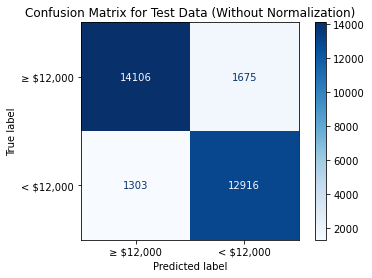 Confusion Matrix for Test Data (Without Normalization)
14000
12000
10000
8000
6000
4000
2000
True label
≥ $12,000
14106 1675
< $12,000
1303 12916
≥ $12,000 < $12,000
Predicted label